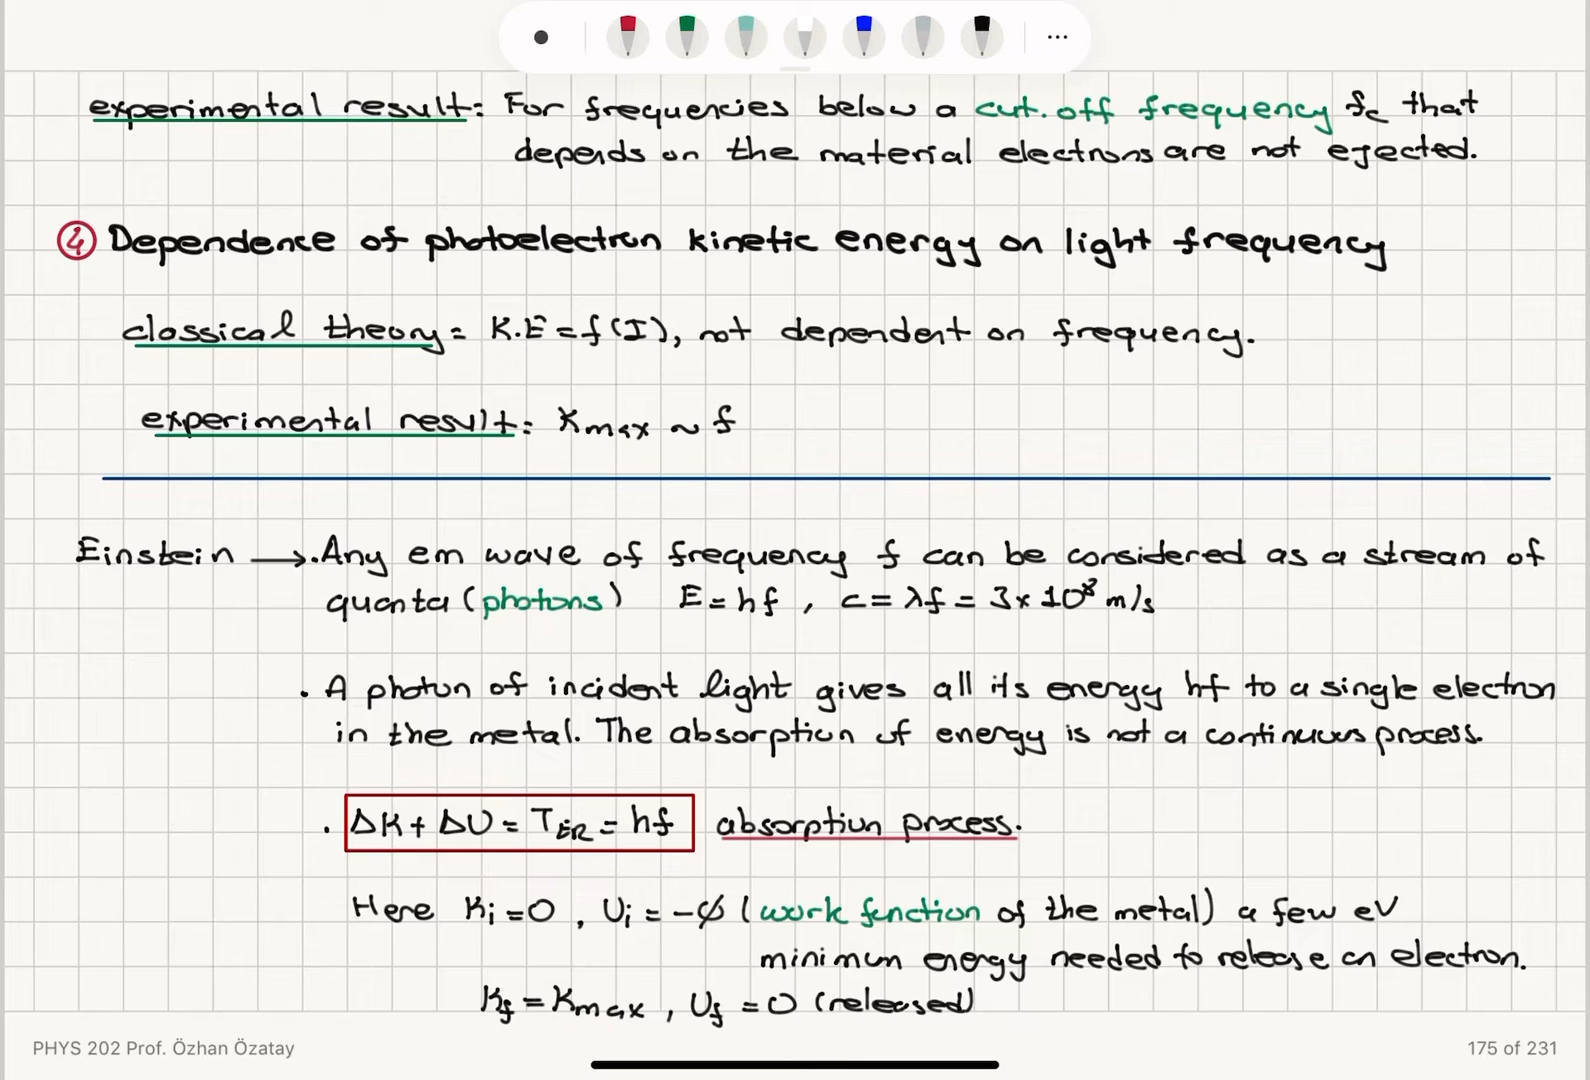 experimental result: For frequencies below a cut-off frequency fc that
depends on the material electrons are not ejected.
④ Dependence of photoelectron kinetic energy on light frequency
classical theory= K.E = f(I), not dependent on frequency.
experimental result: Kmax ~ f
Einstein → . Any em wave of frequency f can be considered as a stream of
quanta (photons) E = hf , c = λf = 3x10⁸ m/s
. A photon of incident light gives all its energy hf to a single electron
in the metal. The absorption of energy is not a continuous process.
. ΔK + ΔU = T_ER = hf absorption process.
Here Ki = 0 , Ui = -φ (work function of the metal) a few eV
minimum energy needed to release an electron.
Kf = Kmax , Uf = 0 (released)
PHYS 202 Prof. Özhan Özatay
175 of 231